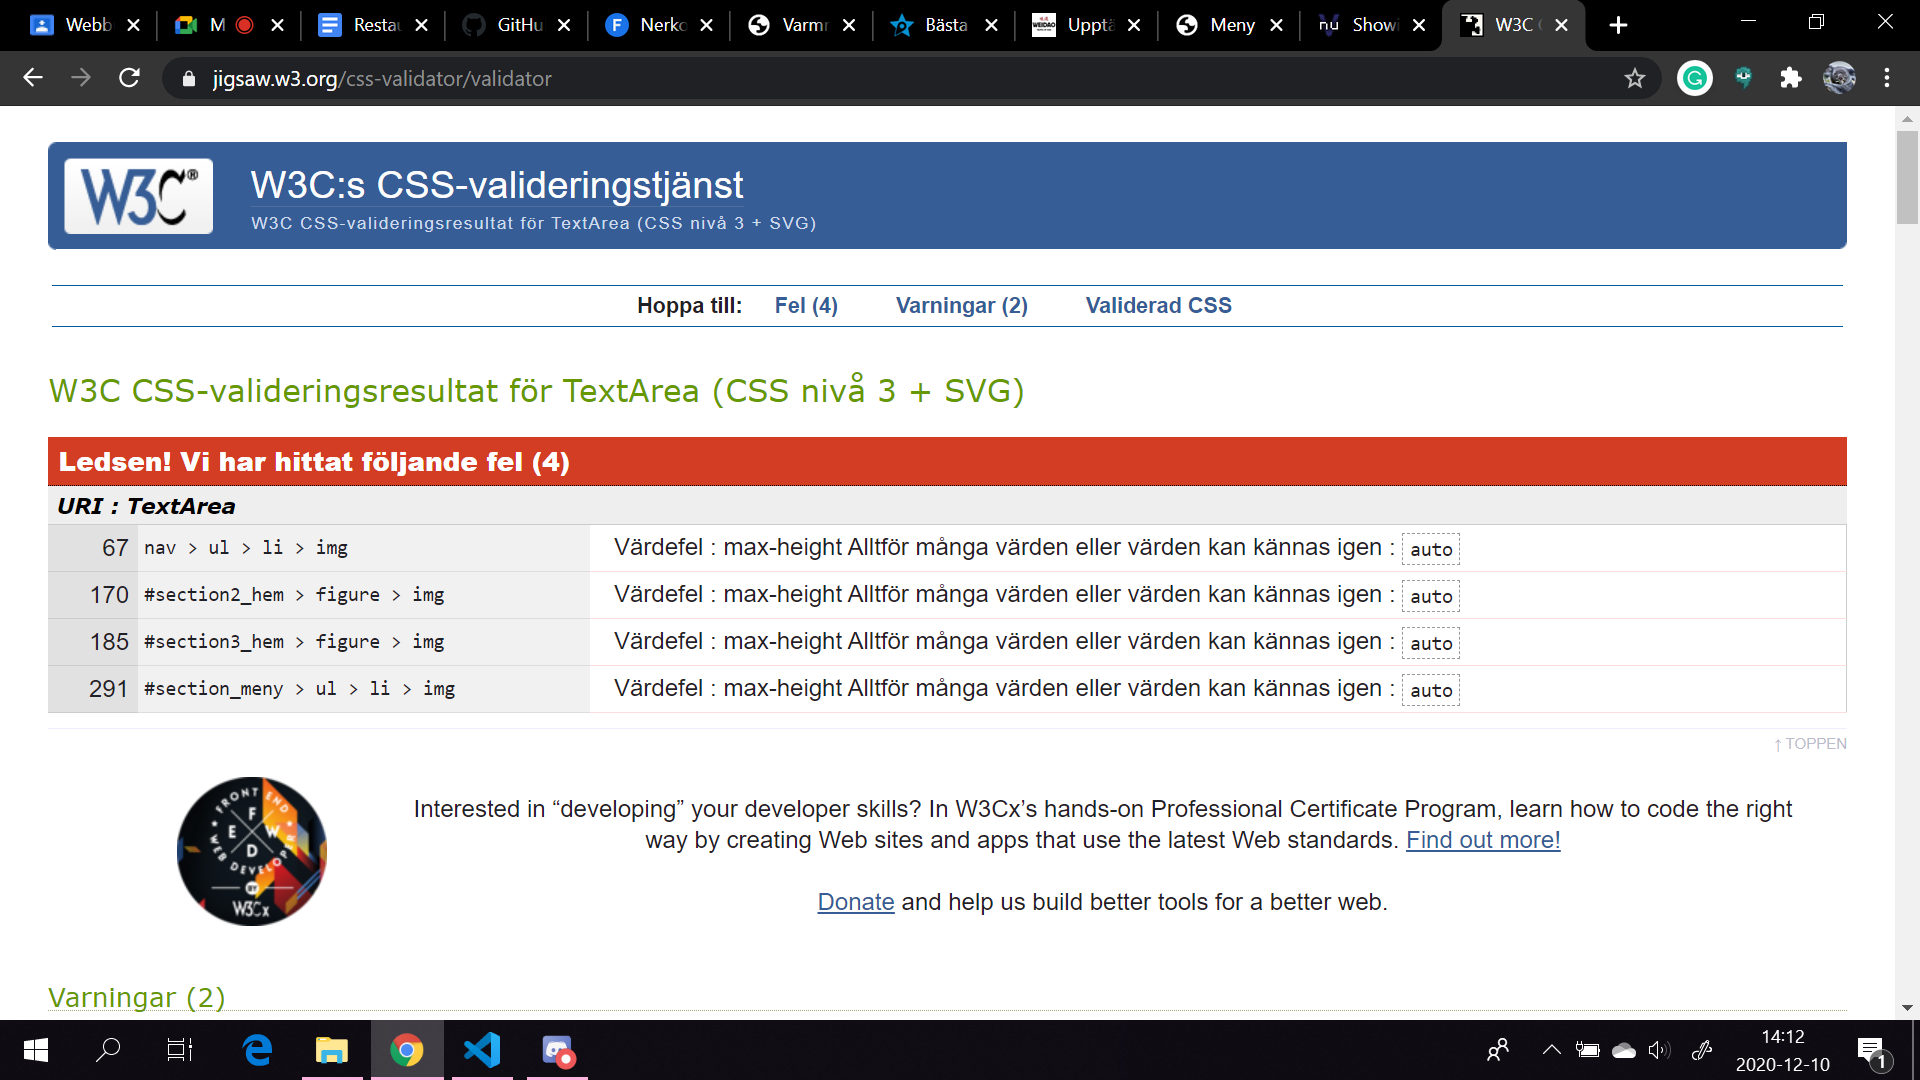 Webb
M
Resta
GitHu
Nerko
Varm
Bästa
Upptä
Meny
nu Showi
W3C
jigsaw.w3.org/css-validator/validator
W3C®
W3C:s CSS-valideringstjänst
W3C CSS-valideringsresultat för TextArea (CSS nivå 3 + SVG)
Hoppa till: Fel (4) Varningar (2) Validerad CSS
W3C CSS-valideringsresultat för TextArea (CSS nivå 3 + SVG)
Ledsen! Vi har hittat följande fel (4)
URI : TextArea
67 nav > ul > li > img Värdefel : max-height Alltför många värden eller värden kan kännas igen : auto
170 #section2_hem > figure > img Värdefel : max-height Alltför många värden eller värden kan kännas igen : auto
185 #section3_hem > figure > img Värdefel : max-height Alltför många värden eller värden kan kännas igen : auto
291 #section_meny > ul > li > img Värdefel : max-height Alltför många värden eller värden kan kännas igen : auto
↑ TOPPEN
FRONT END
F
E W
D
WEB DEVELOPER
BY
W3Cx
Interested in “developing” your developer skills? In W3Cx’s hands-on Professional Certificate Program, learn how to code the right
way by creating Web sites and apps that use the latest Web standards. Find out more!
Donate and help us build better tools for a better web.
Varningar (2)
14:12
2020-12-10
1